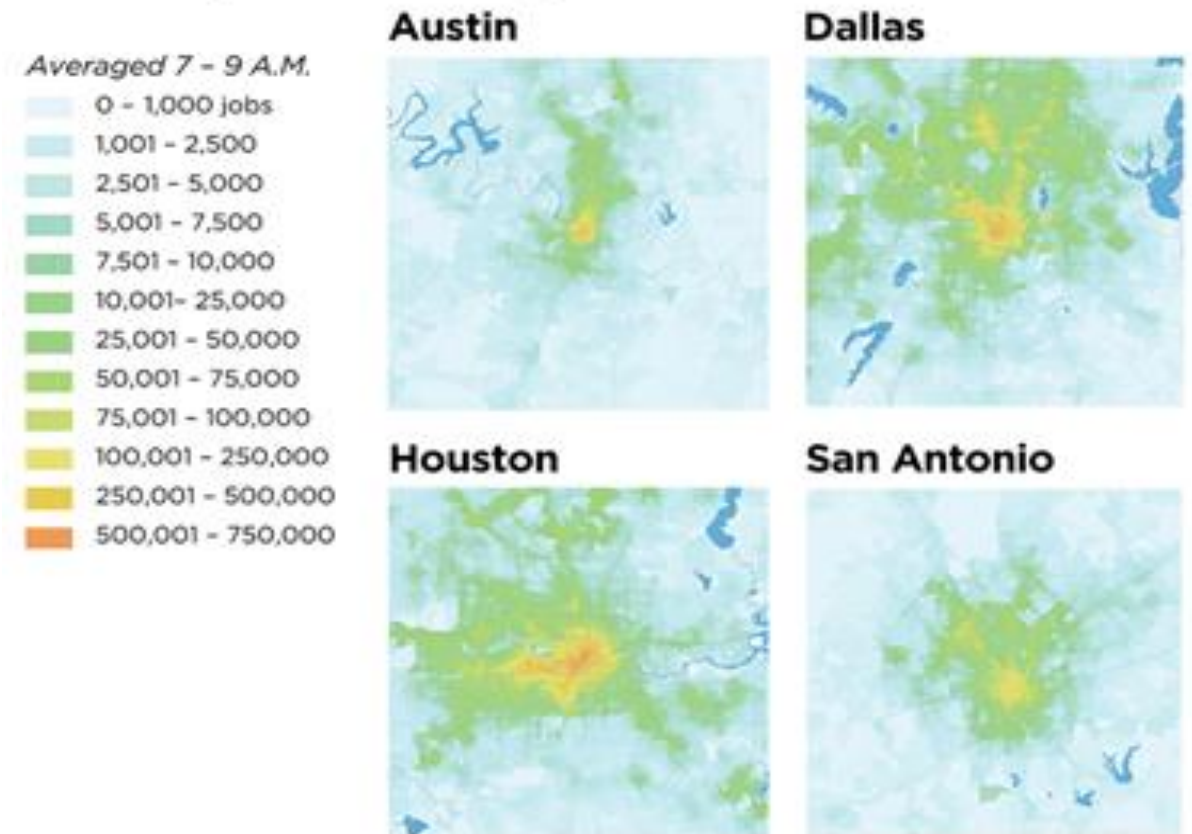 Averaged 7 – 9 A.M.
0 – 1,000 jobs
1,001 – 2,500
2,501 – 5,000
5,001 – 7,500
7,501 – 10,000
10,001– 25,000
25,001 – 50,000
50,001 – 75,000
75,001 – 100,000
100,001 – 250,000
250,001 – 500,000
500,001 – 750,000
Austin
Dallas
Houston
San Antonio